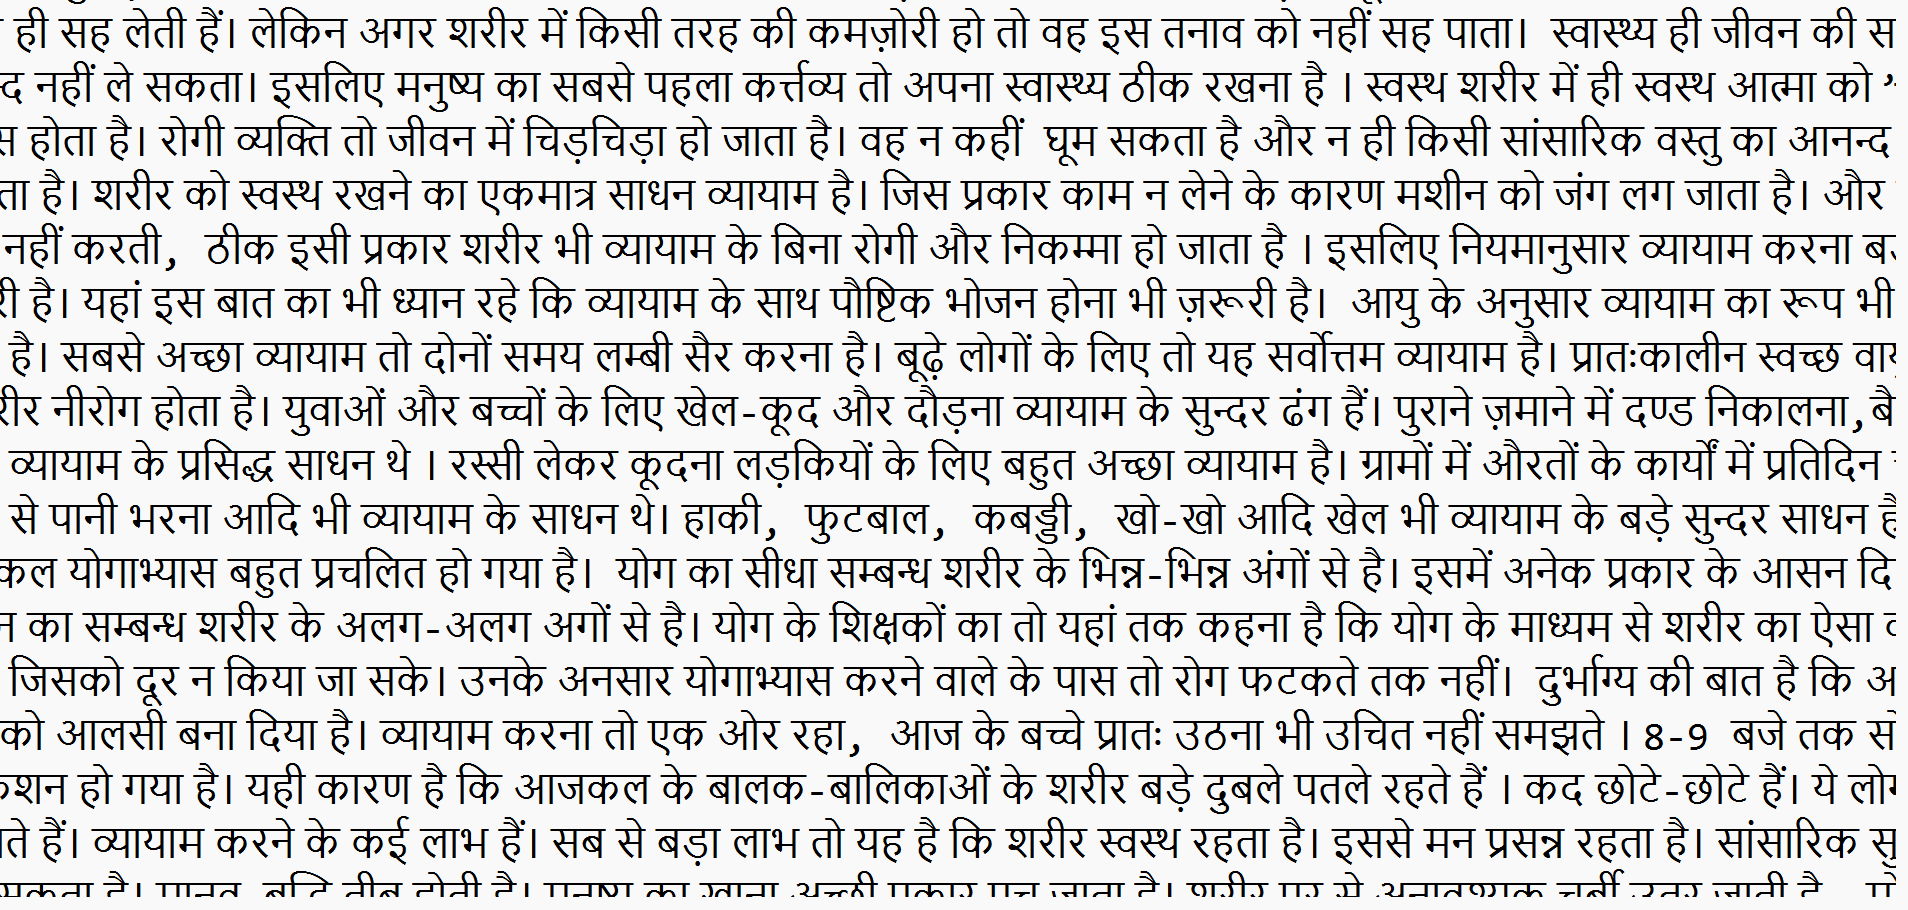 ही सह लेती हैं। लेकिन अगर शरीर में किसी तरह की कमज़ोरी हो तो वह इस तनाव को नहीं सह पाता। स्वास्थ्य ही जीवन की
नहीं ले सकता। इसलिए मनुष्य का सबसे पहला कर्त्तव्य तो अपना स्वास्थ्य ठीक रखना है । स्वस्थ शरीर में ही स्वस्थ आत्मा को
होता है। रोगी व्यक्ति तो जीवन में चिड़चिड़ा हो जाता है। वह न कहीं घूम सकता है और न ही किसी सांसारिक वस्तु का आनन्द
है। शरीर को स्वस्थ रखने का एकमात्र साधन व्यायाम है। जिस प्रकार काम न लेने के कारण मशीन को जंग लग जाता है। और
नहीं करती, ठीक इसी प्रकार शरीर भी व्यायाम के बिना रोगी और निकम्मा हो जाता है । इसलिए नियमानुसार व्यायाम करना
है। यहां इस बात का भी ध्यान रहे कि व्यायाम के साथ पौष्टिक भोजन होना भी ज़रूरी है। आयु के अनुसार व्यायाम का रूप भी
है। सबसे अच्छा व्यायाम तो दोनों समय लम्बी सैर करना है। बूढ़े लोगों के लिए तो यह सर्वोत्तम व्यायाम है। प्रातःकालीन स्वच्छ
नीरोग होता है। युवाओं और बच्चों के लिए खेल-कूद और दौड़ना व्यायाम के सुन्दर ढंग हैं। पुराने ज़माने में दण्ड निकालना,
व्यायाम के प्रसिद्ध साधन थे । रस्सी लेकर कूदना लड़कियों के लिए बहुत अच्छा व्यायाम है। ग्रामों में औरतों के कार्यों में प्रतिदिन
से पानी भरना आदि भी व्यायाम के साधन थे। हाकी, फुटबाल, कबड्डी, खो-खो आदि खेल भी व्यायाम के बड़े सुन्दर साधन
योगाभ्यास बहुत प्रचलित हो गया है। योग का सीधा सम्बन्ध शरीर के भिन्न-भिन्न अंगों से है। इसमें अनेक प्रकार के आसन
का सम्बन्ध शरीर के अलग-अलग अगों से है। योग के शिक्षकों का तो यहां तक कहना है कि योग के माध्यम से शरीर का ऐसा
जिसको दूर न किया जा सके। उनके अनसार योगाभ्यास करने वाले के पास तो रोग फटकते तक नहीं। दुर्भाग्य की बात है कि
को आलसी बना दिया है। व्यायाम करना तो एक ओर रहा, आज के बच्चे प्रातः उठना भी उचित नहीं समझते । 8-9 बजे तक
हो गया है। यही कारण है कि आजकल के बालक-बालिकाओं के शरीर बड़े दुबले पतले रहते हैं । कद छोटे-छोटे हैं। ये
हैं। व्यायाम करने के कई लाभ हैं। सब से बड़ा लाभ तो यह है कि शरीर स्वस्थ रहता है। इससे मन प्रसन्न रहता है। सांसारिक